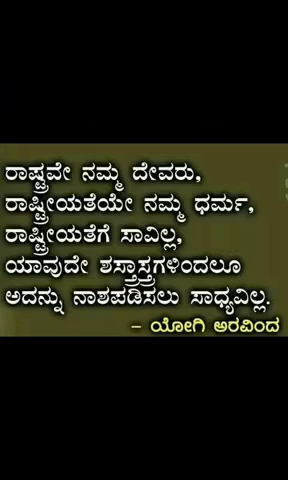 ರಾಷ್ಟ್ರವೇ ನಮ್ಮ ದೇವರು,
ರಾಷ್ಟ್ರೀಯತೆಯೇ ನಮ್ಮ ಧರ್ಮ,
ರಾಷ್ಟ್ರೀಯತೆಗೆ ಸಾವಿಲ್ಲ,
ಯಾವುದೇ ಶಸ್ತ್ರಾಸ್ತ್ರಗಳಿಂದಲೂ
ಅದನ್ನು ನಾಶಪಡಿಸಲು ಸಾಧ್ಯವಿಲ್ಲ.
– ಯೋಗಿ ಅರವಿಂದ